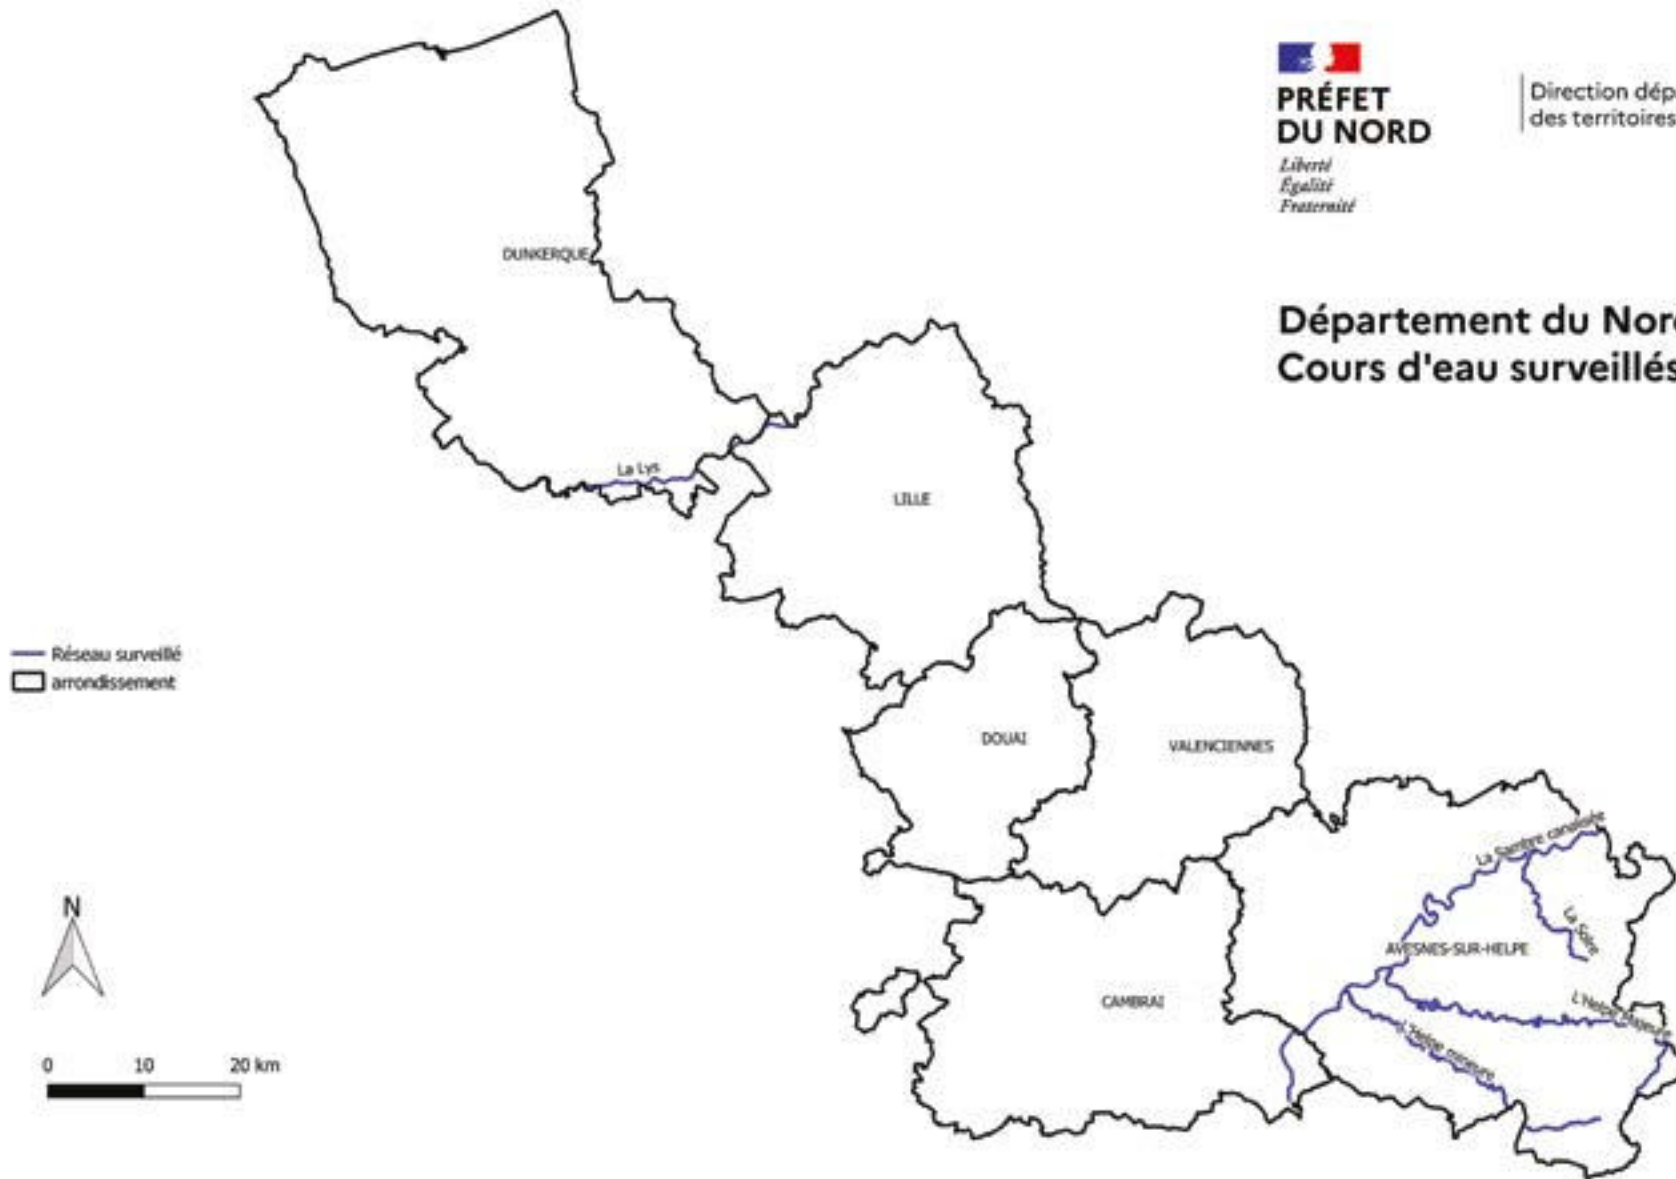 PRÉFET
DU NORD
Liberté
Égalité
Fraternité
Direction dép
des territoires
Département du Nor
Cours d'eau surveillés
DUNKERQUE
La Lys
LILLE
Réseau surveillé
arrondissement
DOUAI
VALENCIENNES
La Sambre canalisée
La Solre
AVESNES-SUR-HELPE
CAMBRAI
L'Helpe majeure
L'Helpe mineure
N
0 10 20 km